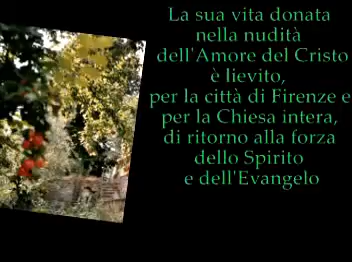 La sua vita donata
nella nudità
dell'Amore del Cristo
è lievito,
per la città di Firenze e
per la Chiesa intera,
di ritorno alla forza
dello Spirito
e dell'Evangelo